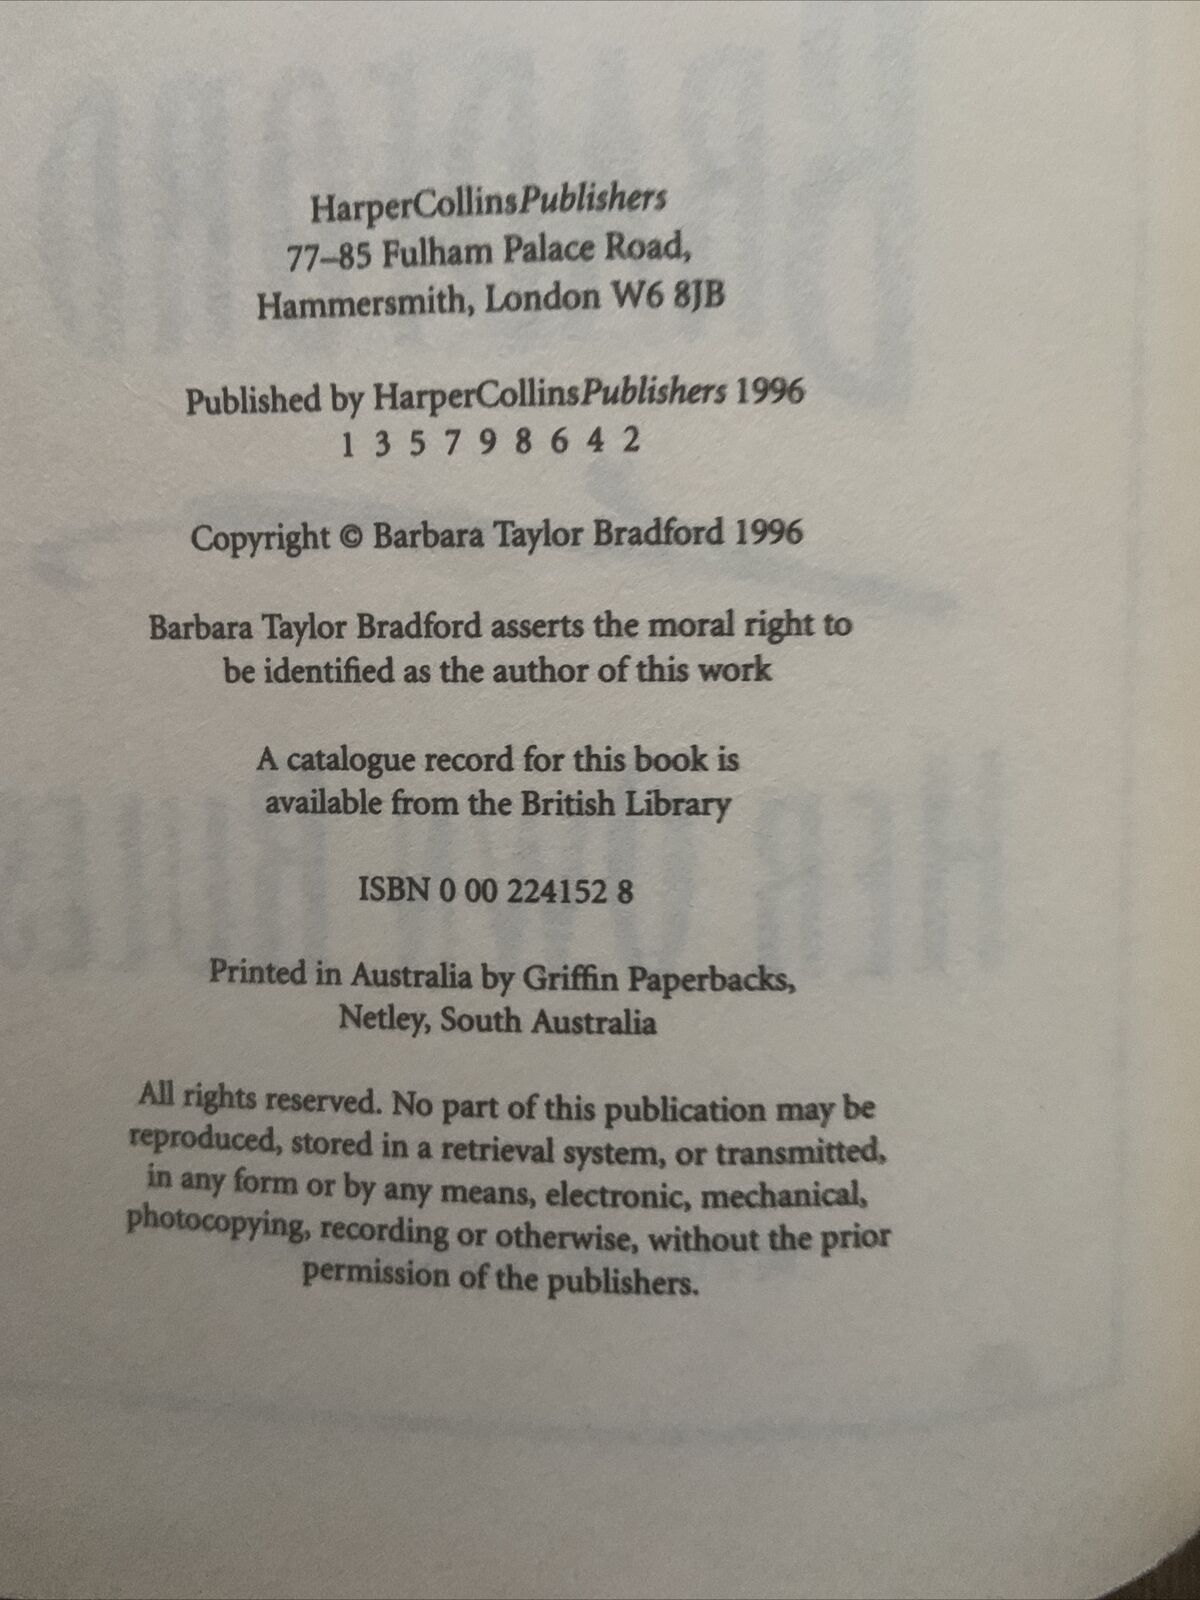 HarperCollinsPublishers
77–85 Fulham Palace Road,
Hammersmith, London W6 8JB
Published by HarperCollinsPublishers 1996
1 3 5 7 9 8 6 4 2
Copyright © Barbara Taylor Bradford 1996
Barbara Taylor Bradford asserts the moral right to
be identified as the author of this work
A catalogue record for this book is
available from the British Library
ISBN 0 00 224152 8
Printed in Australia by Griffin Paperbacks,
Netley, South Australia
All rights reserved. No part of this publication may be
reproduced, stored in a retrieval system, or transmitted,
in any form or by any means, electronic, mechanical,
photocopying, recording or otherwise, without the prior
permission of the publishers.